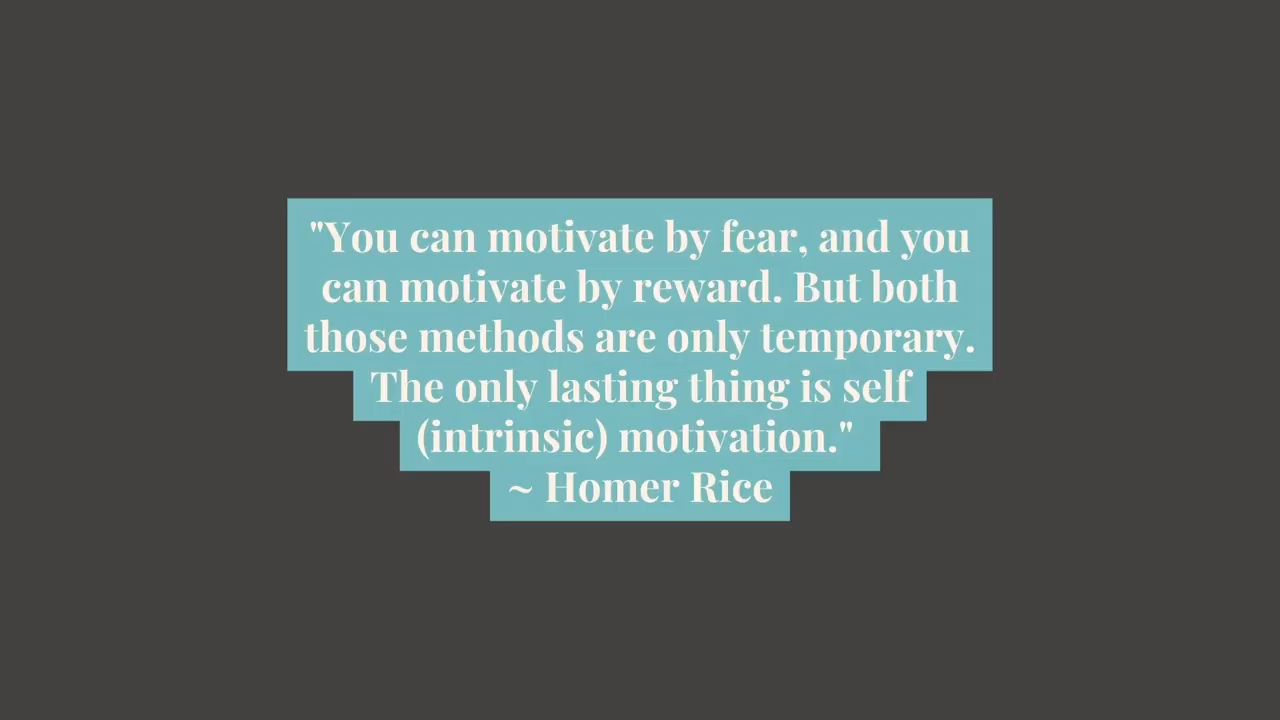 "You can motivate by fear, and you
can motivate by reward. But both
those methods are only temporary.
The only lasting thing is self
(intrinsic) motivation."
~ Homer Rice